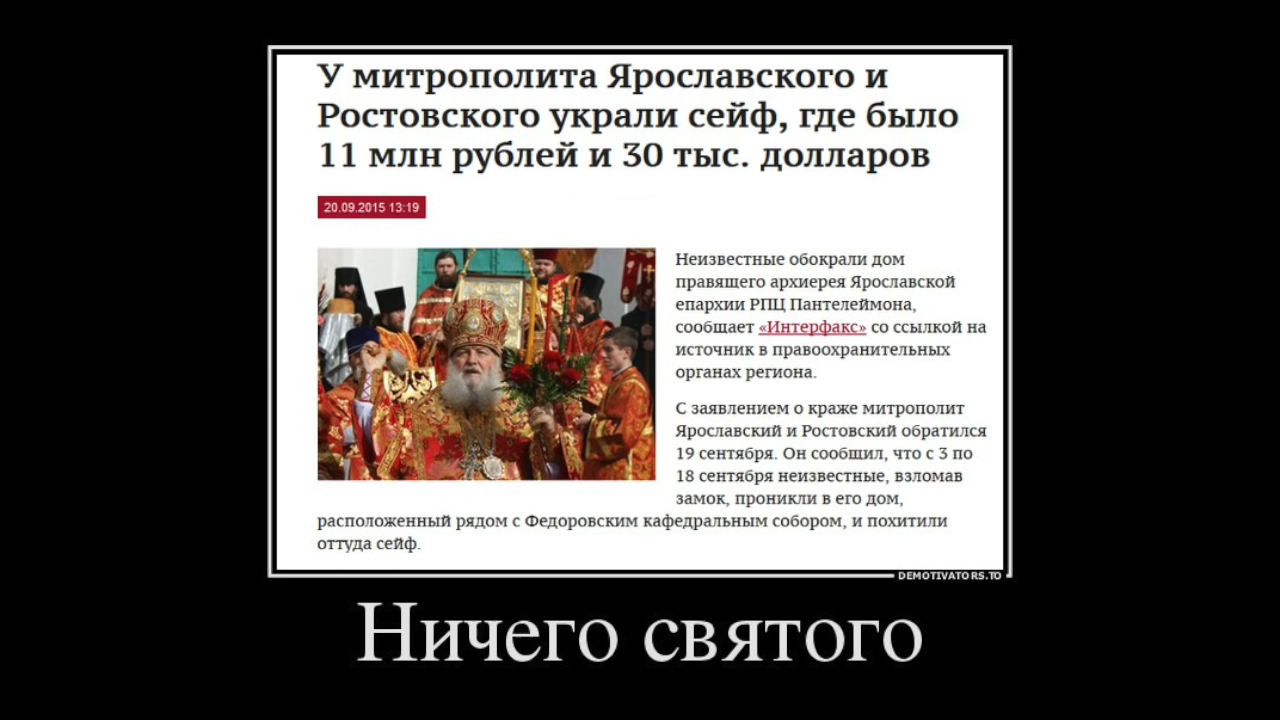 У митрополита Ярославского и
Ростовского украли сейф, где было
11 млн рублей и 30 тыс. долларов
20.09.2015 13:19
Неизвестные обокрали дом
правящего архиерея Ярославской
епархии РПЦ Пантелеймона,
сообщает «Интерфакс» со ссылкой на
источник в правоохранительных
органах региона.
С заявлением о краже митрополит
Ярославский и Ростовский обратился
19 сентября. Он сообщил, что с 3 по
18 сентября неизвестные, взломав
замок, проникли в его дом,
расположенный рядом с Федоровским кафедральным собором, и похитили
оттуда сейф.
DEMOTIVATORS.TO
Ничего святого